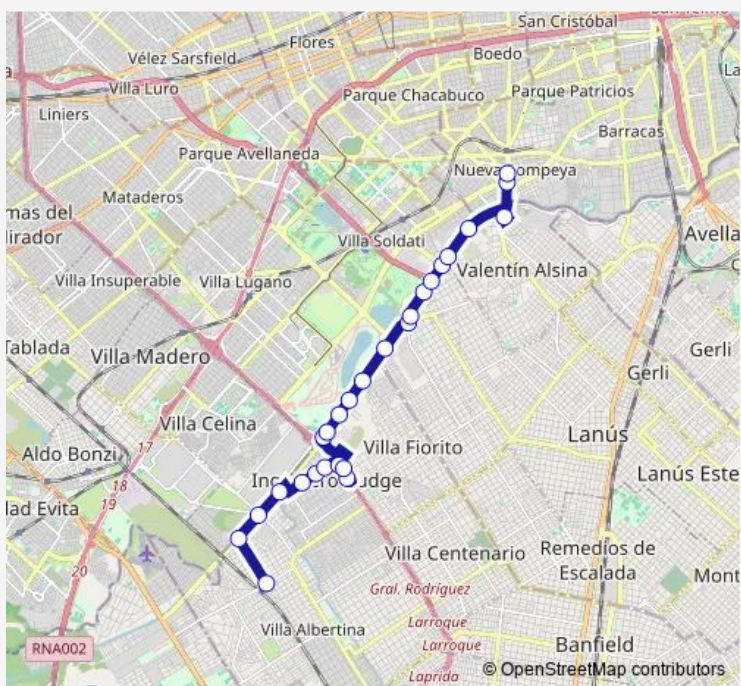 San Cristóbal
Flores
Vélez Sarsfield
Boedo
Villa Luro
Parque Chacabuco
Parque Patricios
Liniers
Barracas
Parque Avellaneda
Nueva Pompeya
Mataderos
mas del
irador
Villa Soldati
Avella
Valentín Alsina
Villa Insuperable
Villa Lugano
Tablada
Villa Madero
Gerli
Gerli
Villa Celina
Lanús
17
Villa Fiorito
Aldo Bonzi
18
Lanús Este
19
dad Evita
Villa Centenario
Remedios de
Escalada
20
Mont
Gral. Rodríguez
Larroque
Villa Albertina
Larroque
Banfield
RNA002
Laprida
© OpenStreetMap contributors